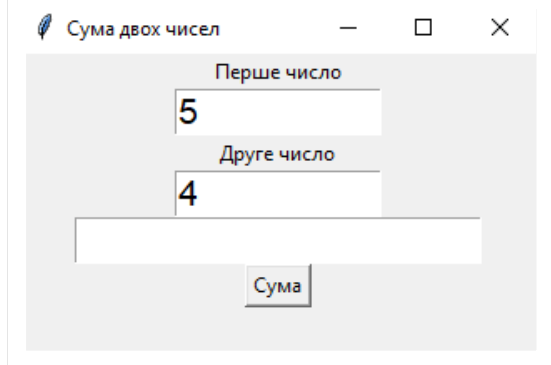 Сума двох чисел
Перше число
5
Друге число
4
Сума